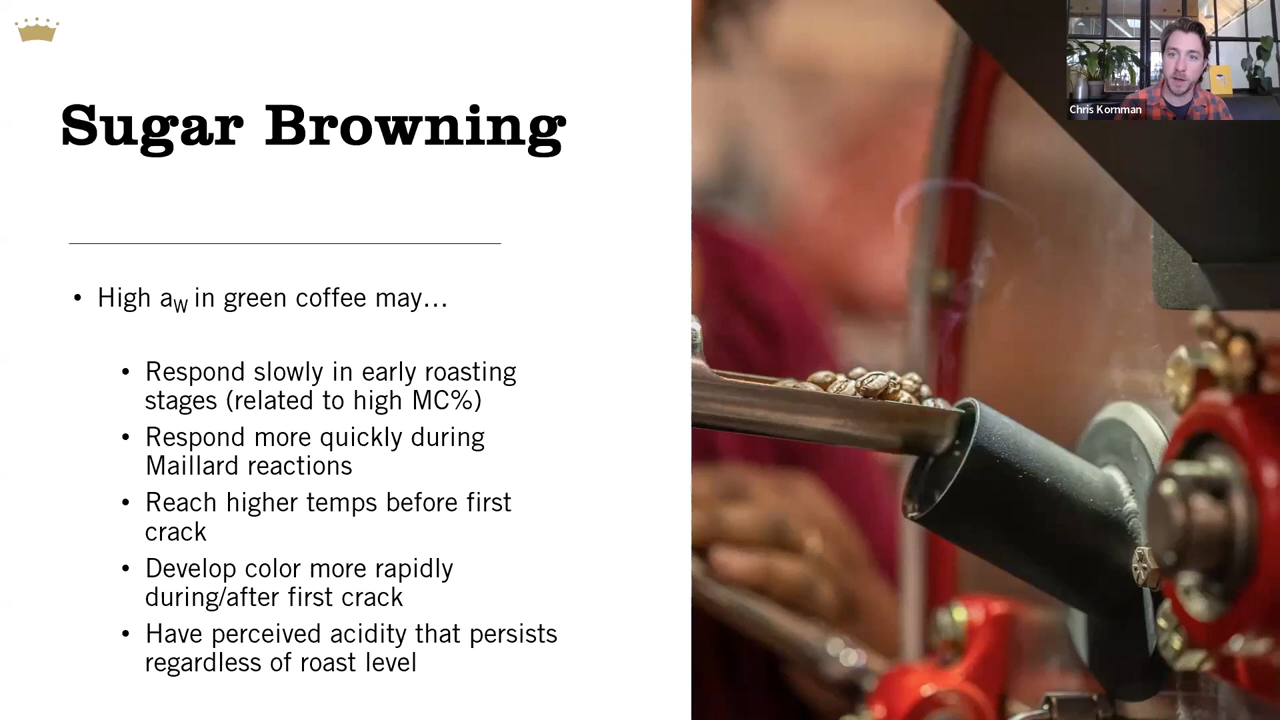 Sugar Browning
Chris Kornman
• High aW in green coffee may…
• Respond slowly in early roasting
stages (related to high MC%)
• Respond more quickly during
Maillard reactions
• Reach higher temps before first
crack
• Develop color more rapidly
during/after first crack
• Have perceived acidity that persists
regardless of roast level